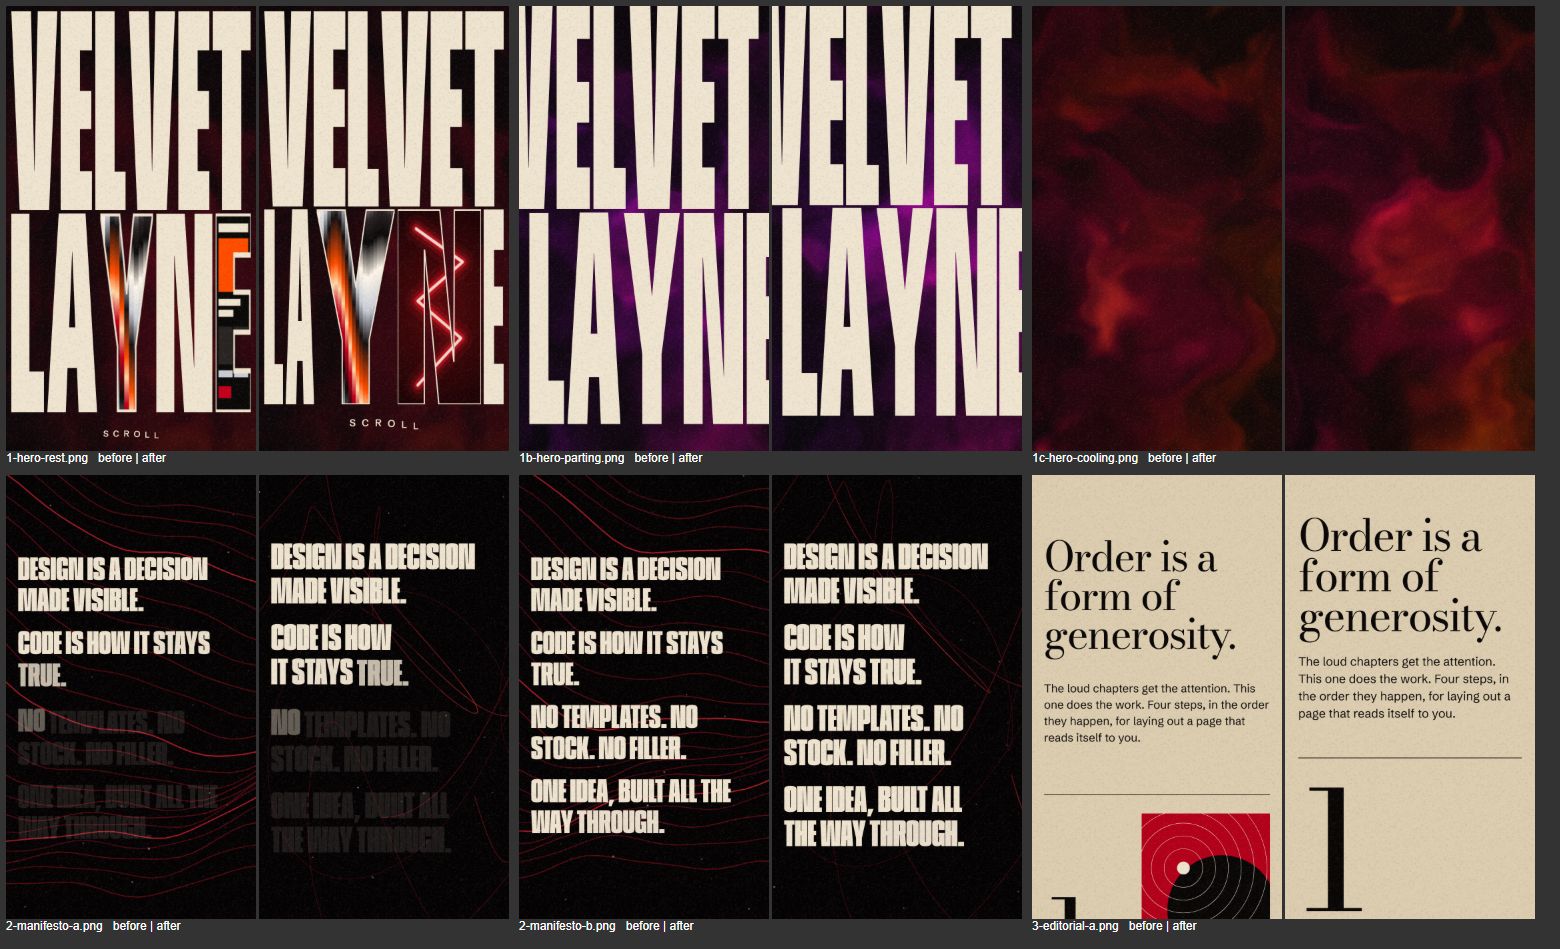 VELVET
LAYNE
SCROLL
VELVET
LAYNE
SCROLL
1-hero-rest.png before | after
VELVET
LAYNE
VELVET
LAYNE
1b-hero-parting.png before | after
1c-hero-cooling.png before | after
DESIGN IS A DECISION
MADE VISIBLE.
CODE IS HOW IT STAYS
TRUE.
NO TEMPLATES. NO
STOCK. NO FILLER.
ONE IDEA, BUILT ALL THE
WAY THROUGH.
DESIGN IS A DECISION
MADE VISIBLE.
CODE IS HOW
IT STAYS TRUE.
NO TEMPLATES. NO
STOCK. NO FILLER.
ONE IDEA, BUILT ALL
THE WAY THROUGH.
2-manifesto-a.png before | after
DESIGN IS A DECISION
MADE VISIBLE.
CODE IS HOW IT STAYS
TRUE.
NO TEMPLATES. NO
STOCK. NO FILLER.
ONE IDEA, BUILT ALL THE
WAY THROUGH.
DESIGN IS A DECISION
MADE VISIBLE.
CODE IS HOW
IT STAYS TRUE.
NO TEMPLATES. NO
STOCK. NO FILLER.
ONE IDEA, BUILT ALL
THE WAY THROUGH.
2-manifesto-b.png before | after
Order is a
form of
generosity.
The loud chapters get the attention. This
one does the work. Four steps, in the order
they happen, for laying out a page that
reads itself to you.
1
Order is a
form of
generosity.
The loud chapters get the attention.
This one does the work. Four steps, in
the order they happen, for laying out a
page that reads itself to you.
1
3-editorial-a.png before | after